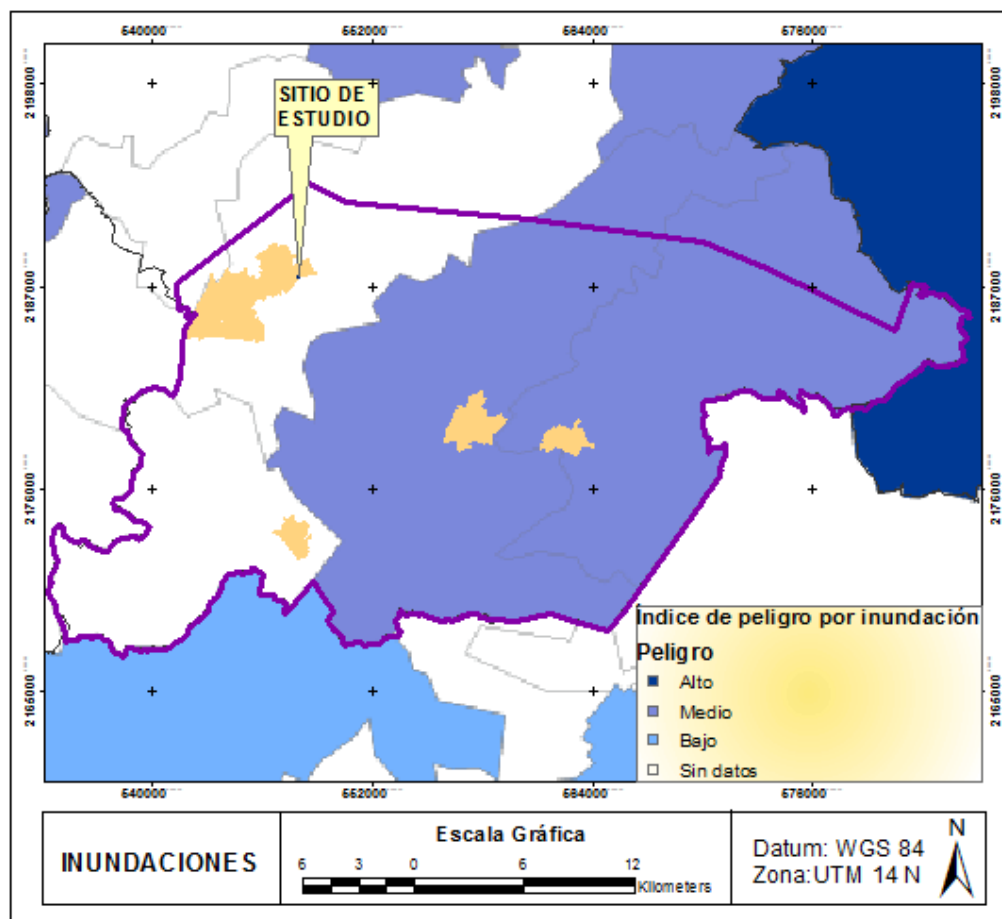 640000 652000 664000 676000
2198000 2198000
SITIO DE
ESTUDIO
2187000 2187000
2176000 2176000
Indice de peligro por inundación
Peligro
Alto
Medio
Bajo
Sin datos
2166000 2166000
640000 652000 664000 676000
INUNDACIONES
Escala Gráfica
6 3 0 6 12
Kilometers
Datum: WGS 84
Zona:UTM 14 N
N